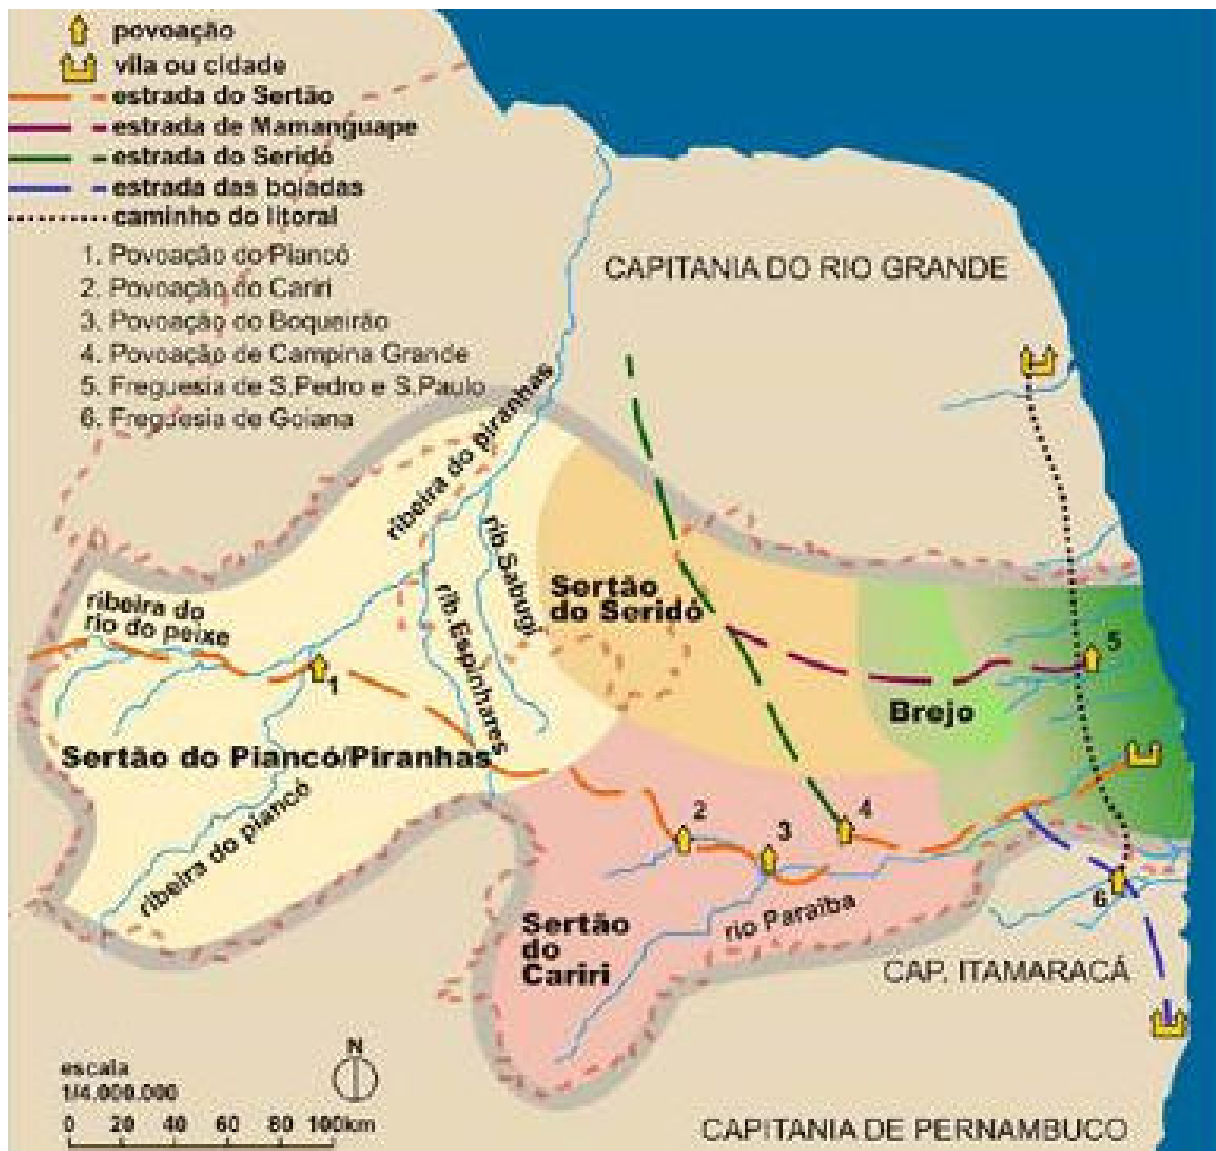 povoação
vila ou cidade
estrada do Sertão
estrada de Mamanguape
estrada do Seridó
estrada das boiadas
caminho do litoral
1. Povoação do Piancó
2. Povoação do Cariri
3. Povoação do Boqueirão
4. Povoação de Campina Grande
5. Freguesia de S.Pedro e S.Paulo
6. Freguesia de Goiana
CAPITANIA DO RIO GRANDE
ribeira do piranhas
rib.Sabugi
rib.Espinhares
ribeira do
rio do peixe
Sertão
do Seridó
5
1
Brejo
Sertão do Piancó/Piranhas
ribeira do piancó
2
3
4
6
rio Paraíba
Sertão
do
Cariri
CAP. ITAMARACÁ
N
escala
1/4.000.000
0 20 40 60 80 100km
CAPITANIA DE PERNAMBUCO